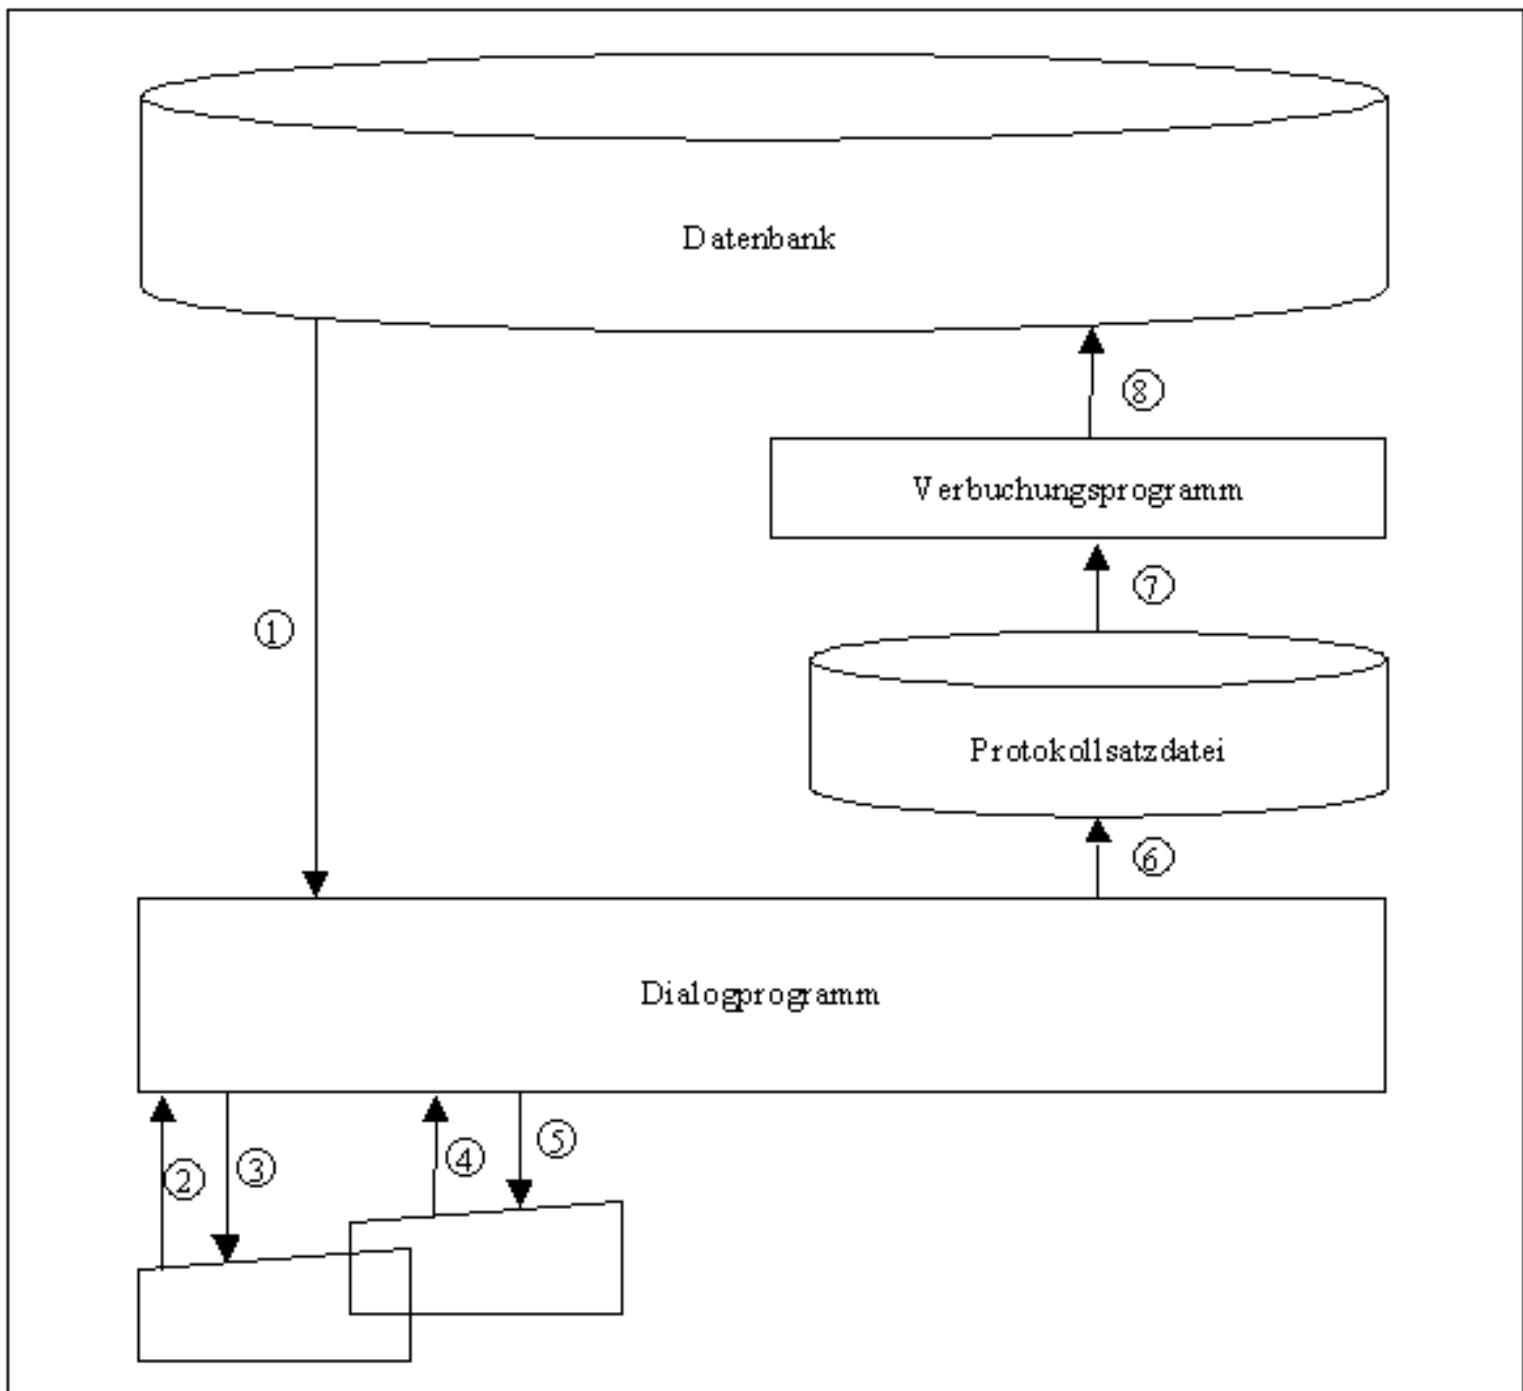 Datenbank
⑧
Verbuchungsprogramm
⑦
①
Protokollsatzdatei
⑥
Dialogprogramm
② ③ ④ ⑤